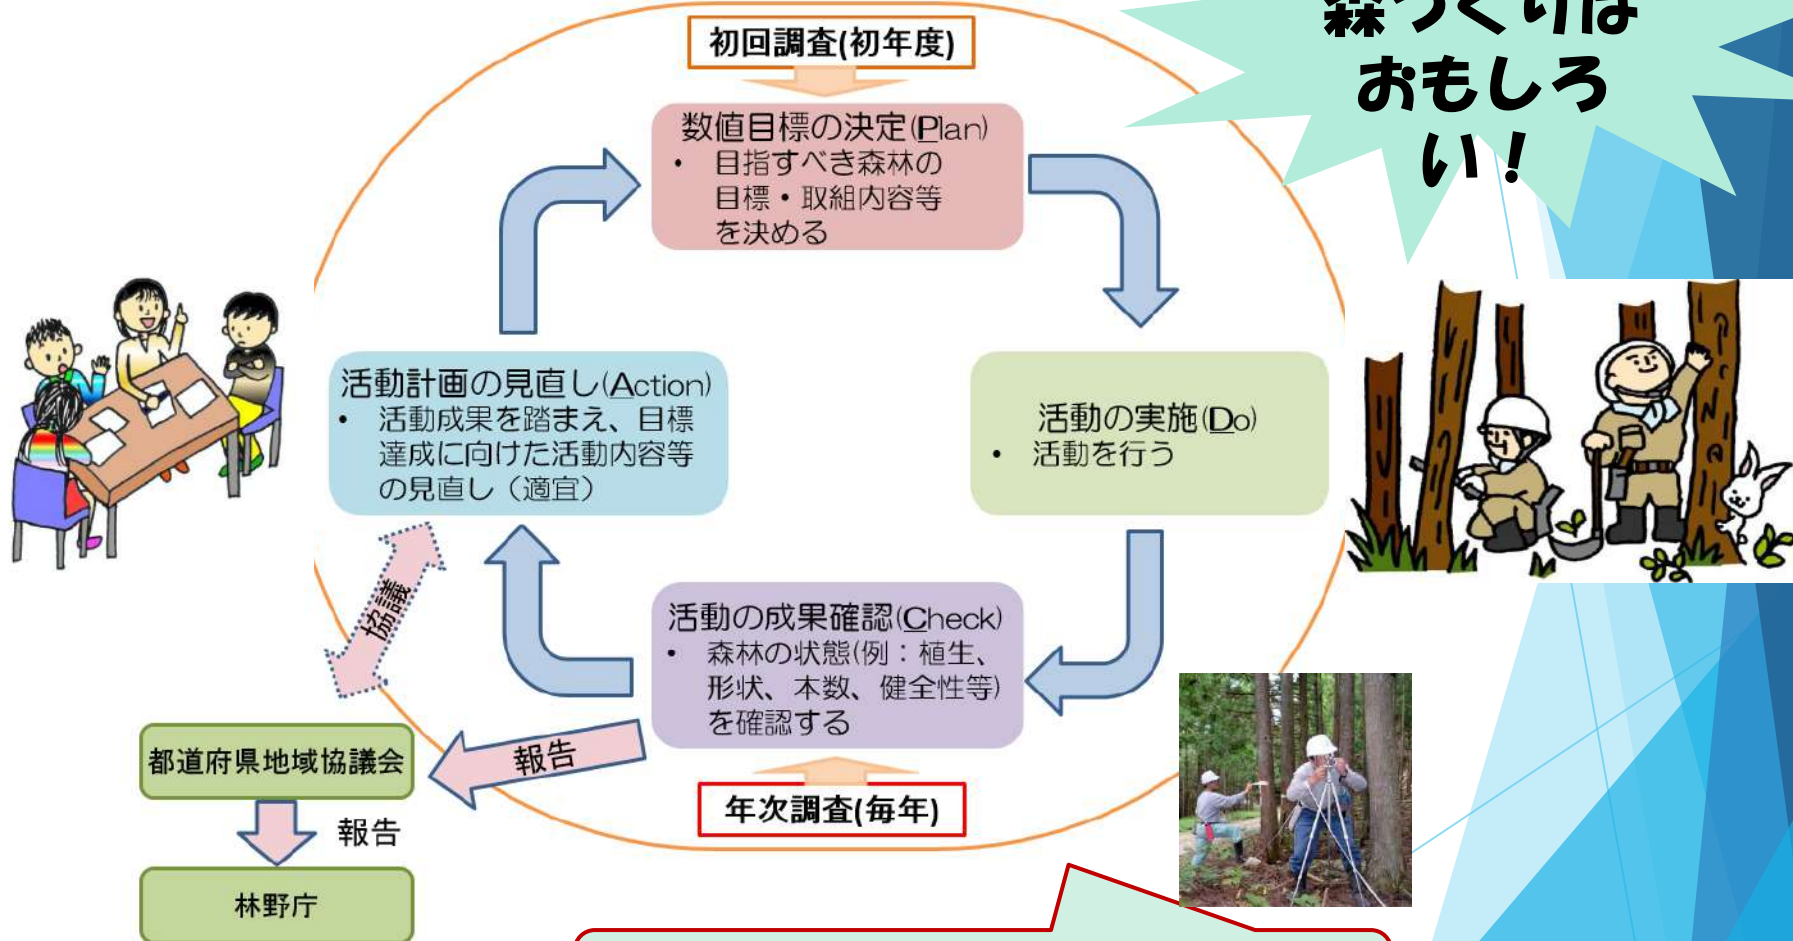 森づくりは
おもしろ
い！
初回調査(初年度)
数値目標の決定(Plan)
• 目指すべき森林の
目標・取組内容等
を決める
活動の実施(Do)
• 活動を行う
活動の成果確認(Check)
• 森林の状態(例：植生、
形状、本数、健全性等)
を確認する
年次調査(毎年)
活動計画の見直し(Action)
• 活動成果を踏まえ、目標
達成に向けた活動内容等
の見直し（適宜）
協議
報告
都道府県地域協議会
報告
林野庁